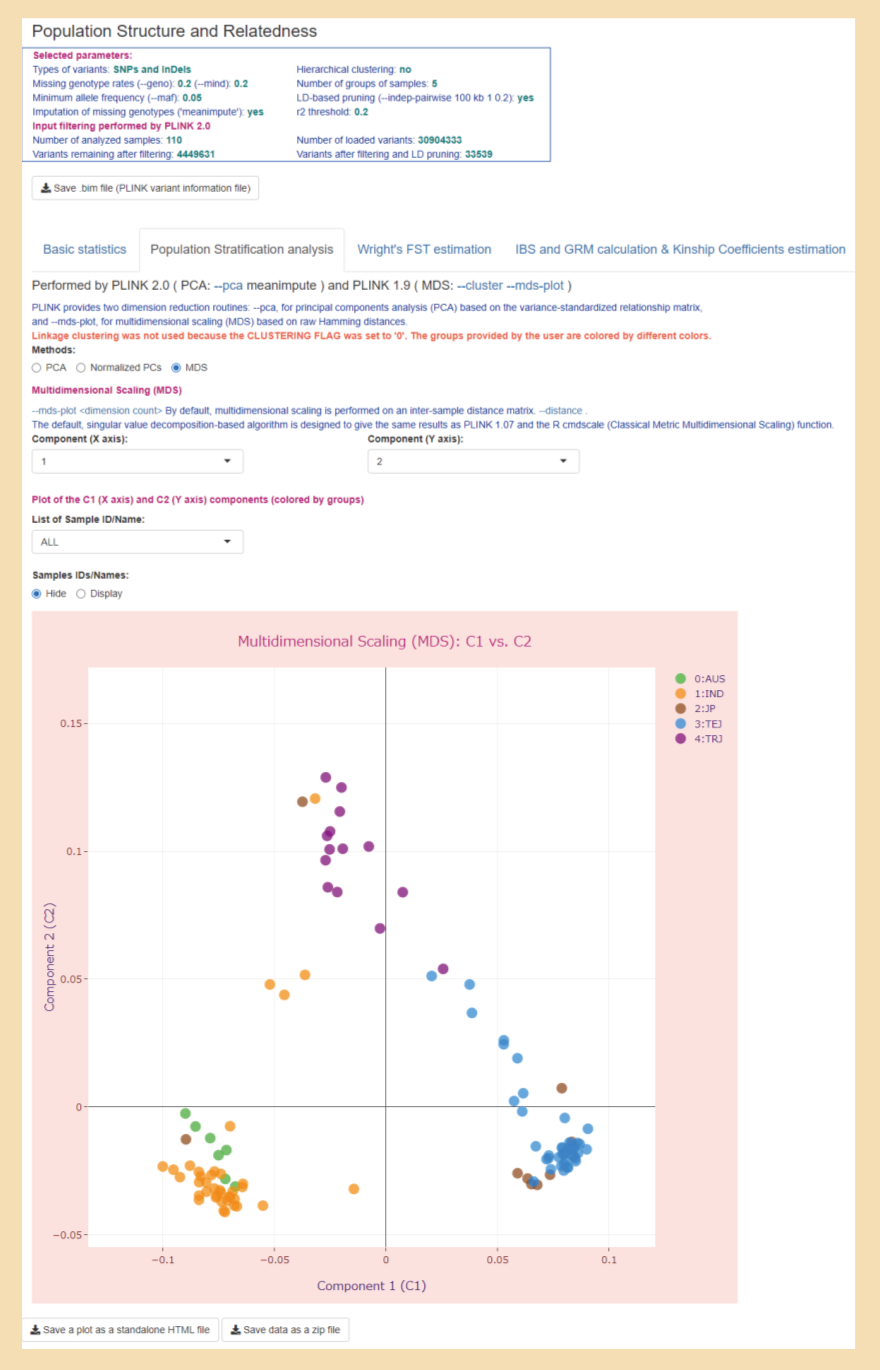 Population Structure and Relatedness
Selected parameters:
Types of variants: SNPs and InDels
Hierarchical clustering: no
Missing genotype rates (--geno): 0.2 (--mind): 0.2
Number of groups of samples: 5
Minimum allele frequency (--maf): 0.05
LD-based pruning (--indep-pairwise 100 kb 1 0.2): yes
Imputation of missing genotypes ('meanimpute'): yes
r2 threshold: 0.2
Input filtering performed by PLINK 2.0
Number of analyzed samples: 110
Number of loaded variants: 30904333
Variants remaining after filtering: 4449631
Variants after filtering and LD pruning: 33539
Save .bim file (PLINK variant information file)
Basic statistics
Population Stratification analysis
Wright's FST estimation
IBS and GRM calculation & Kinship Coefficients estimation
Performed by PLINK 2.0 ( PCA: --pca meanimpute ) and PLINK 1.9 ( MDS: --cluster --mds-plot )
PLINK provides two dimension reduction routines: --pca, for principal components analysis (PCA) based on the variance-standardized relationship matrix,
and --mds-plot, for multidimensional scaling (MDS) based on raw Hamming distances.
Linkage clustering was not used because the CLUSTERING FLAG was set to '0'. The groups provided by the user are colored by different colors.
Methods:
PCA Normalized PCs MDS
Multidimensional Scaling (MDS)
--mds-plot <dimension count> By default, multidimensional scaling is performed on an inter-sample distance matrix. --distance .
The default, singular value decomposition-based algorithm is designed to give the same results as PLINK 1.07 and the R cmdscale (Classical Metric Multidimensional Scaling) function.
Component (X axis):
Component (Y axis):
1
2
Plot of the C1 (X axis) and C2 (Y axis) components (colored by groups)
List of Sample ID/Name:
ALL
Samples IDs/Names:
Hide Display
Multidimensional Scaling (MDS): C1 vs. C2
0:AUS
1:IND
2:JP
3:TEJ
4:TRJ
0.15
0.1
0.05
0
−0.05
Component 2 (C2)
−0.1
−0.05
0
0.05
0.1
Component 1 (C1)
Save a plot as a standalone HTML file
Save data as a zip file